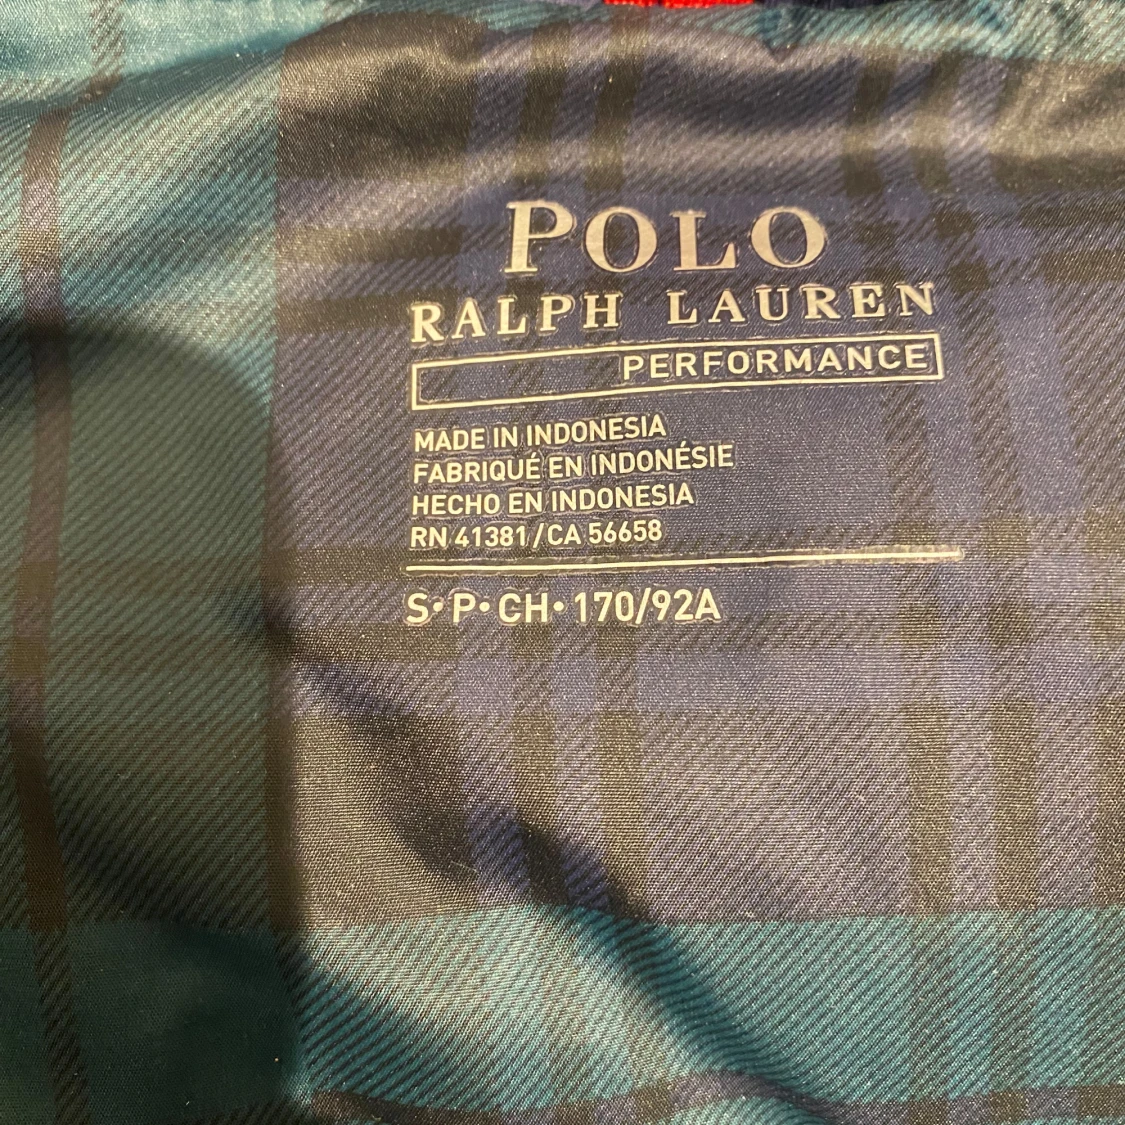 POLO
RALPH LAUREN
PERFORMANCE
MADE IN INDONESIA
FABRIQUÉ EN INDONÉSIE
HECHO EN INDONESIA
RN 41381/CA 56658
S•P•CH•170/92A